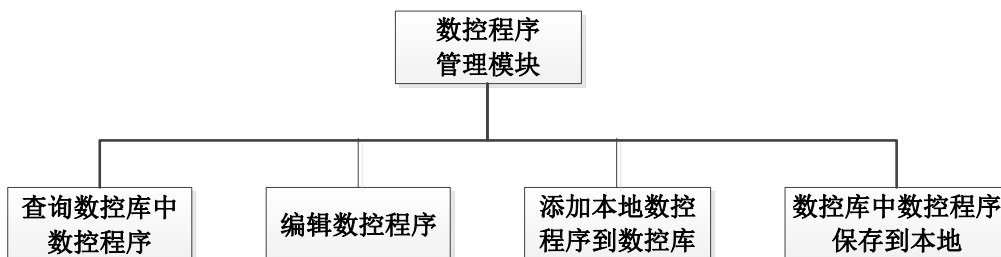 数控程序
管理模块
查询数控库中
数控程序
编辑数控程序
添加本地数控
程序到数控库
数控库中数控程序
保存到本地